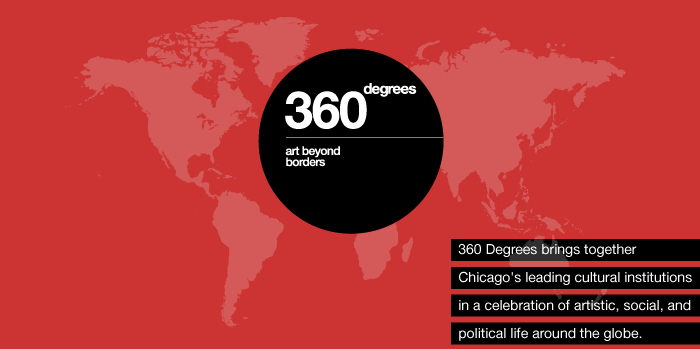 360 degrees
art beyond
borders
360 Degrees brings together
Chicago's leading cultural institutions
in a celebration of artistic, social, and
political life around the globe.